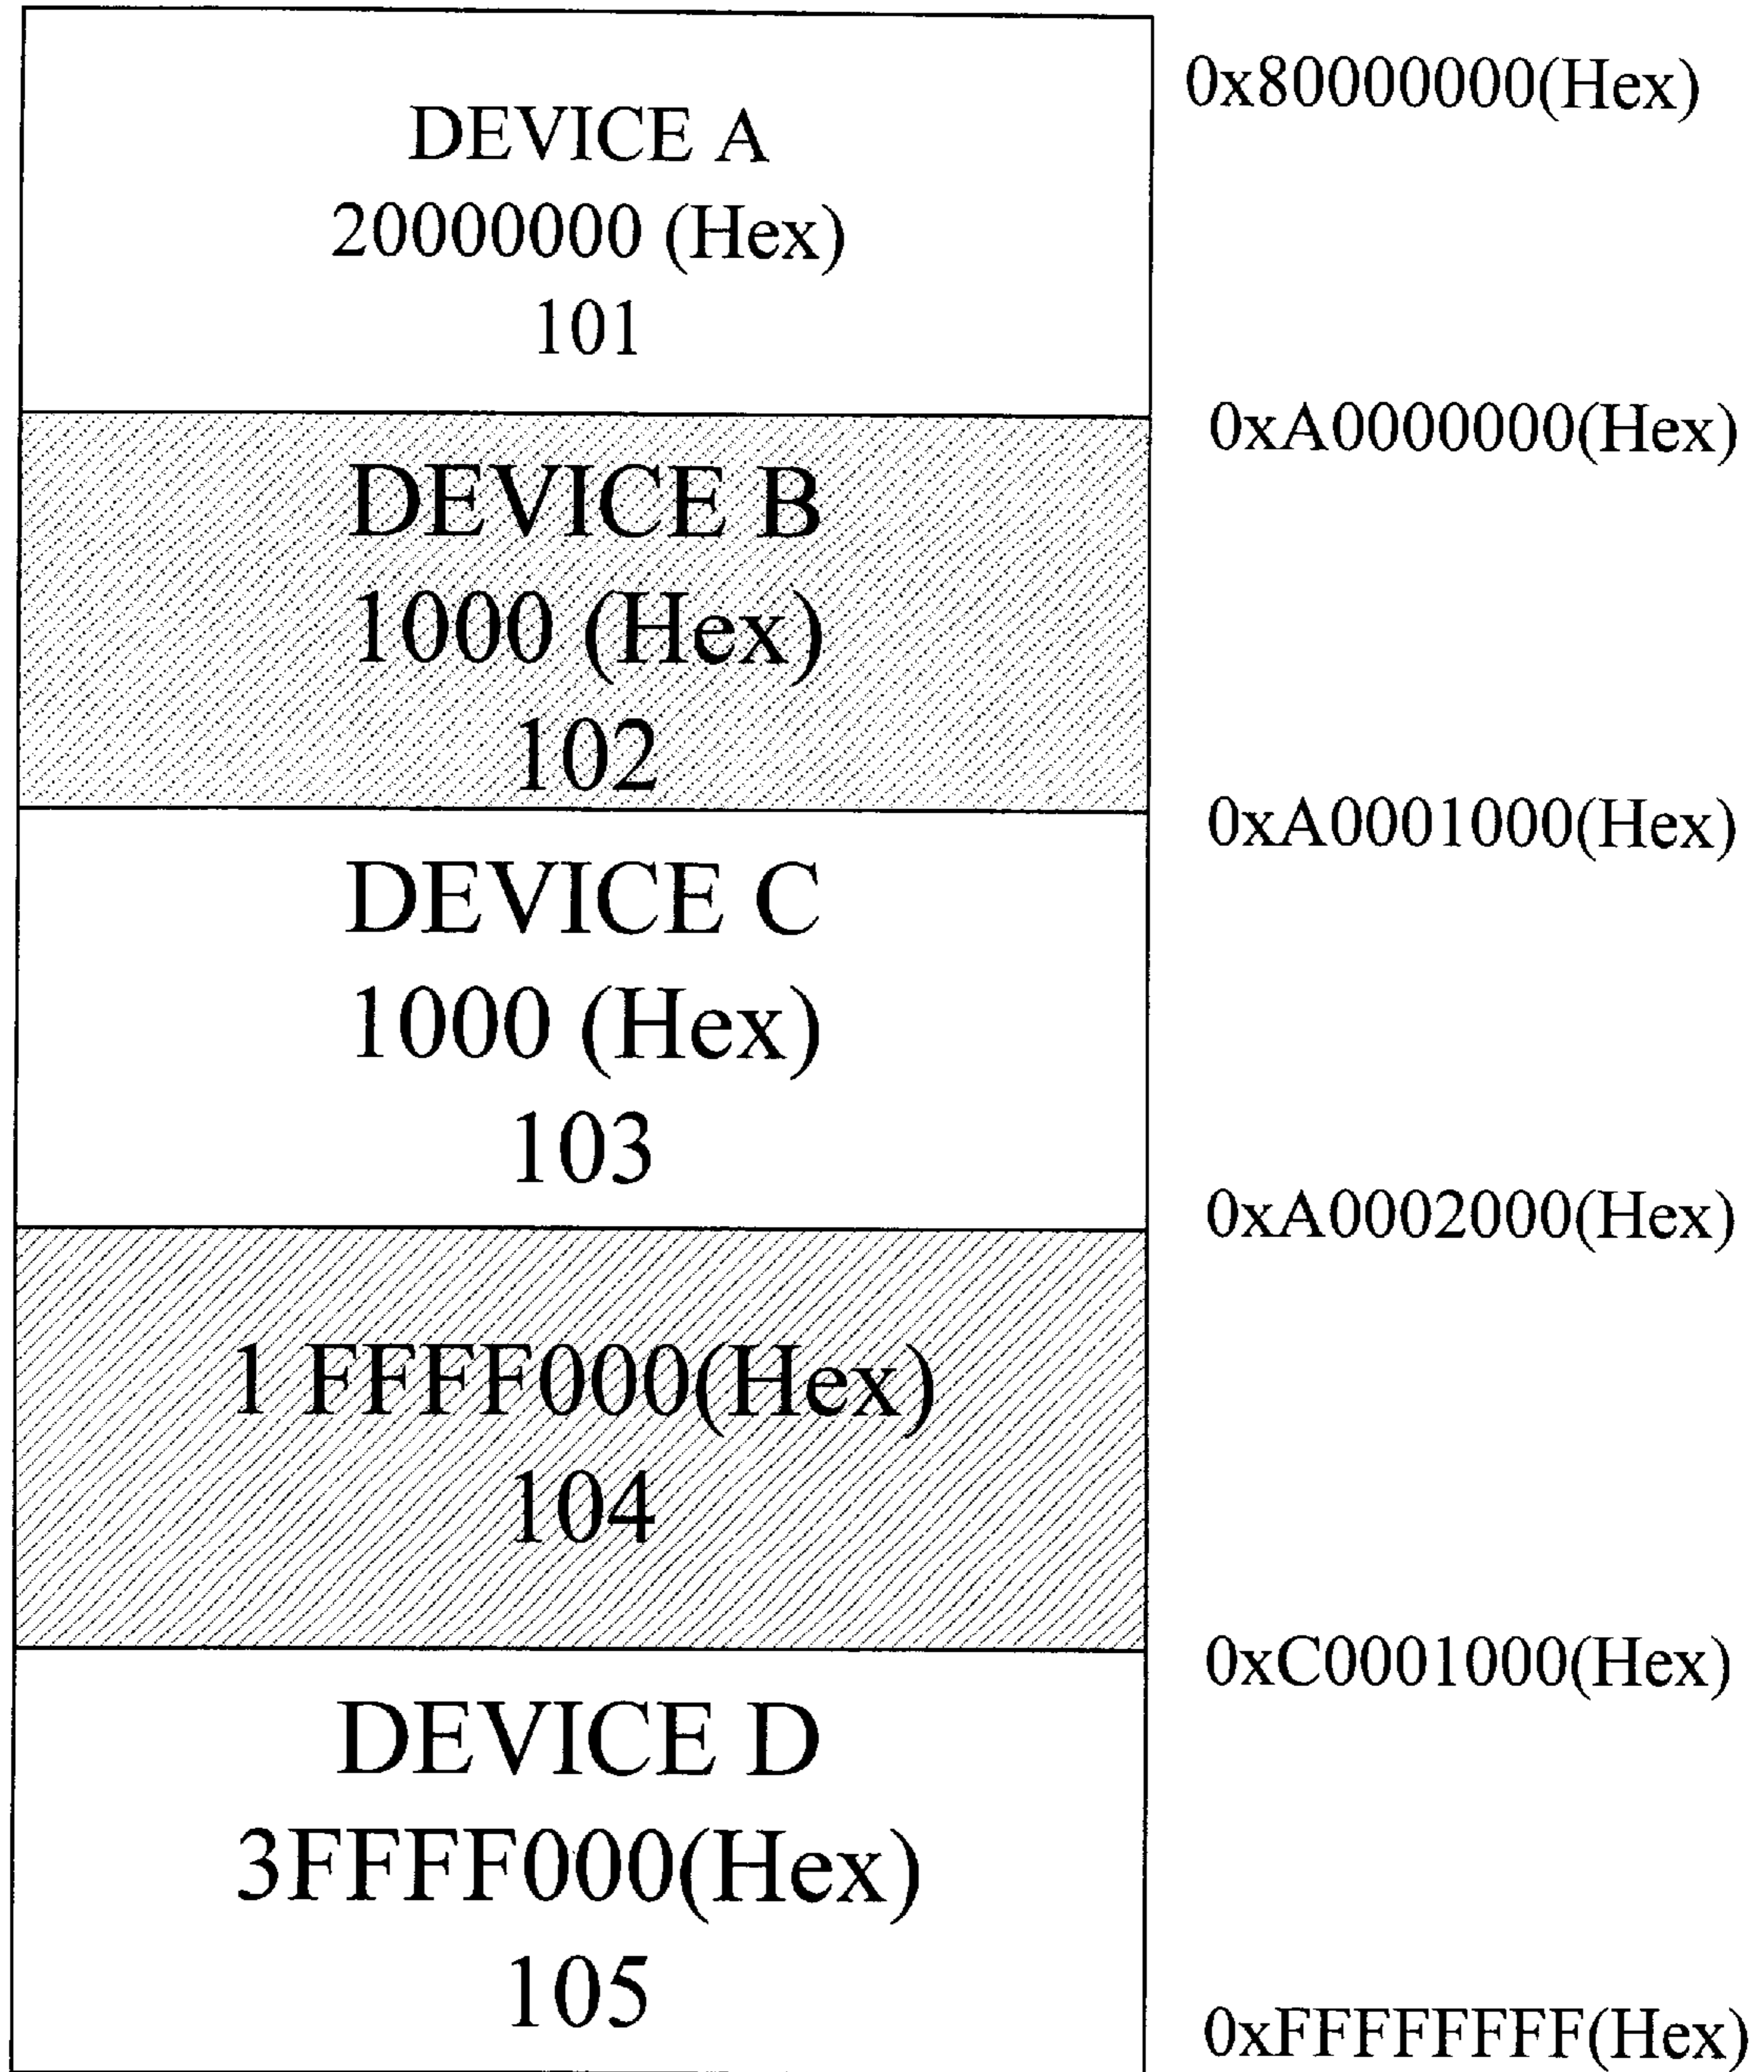 0x80000000(Hex)
DEVICE A
20000000 (Hex)
101
0xA0000000(Hex)
DEVICE B
1000 (Hex)
102
0xA0001000(Hex)
DEVICE C
1000 (Hex)
103
0xA0002000(Hex)
1 FFFF000(Hex)
104
0xC0001000(Hex)
DEVICE D
3FFFF000(Hex)
105
0xFFFFFFFF(Hex)